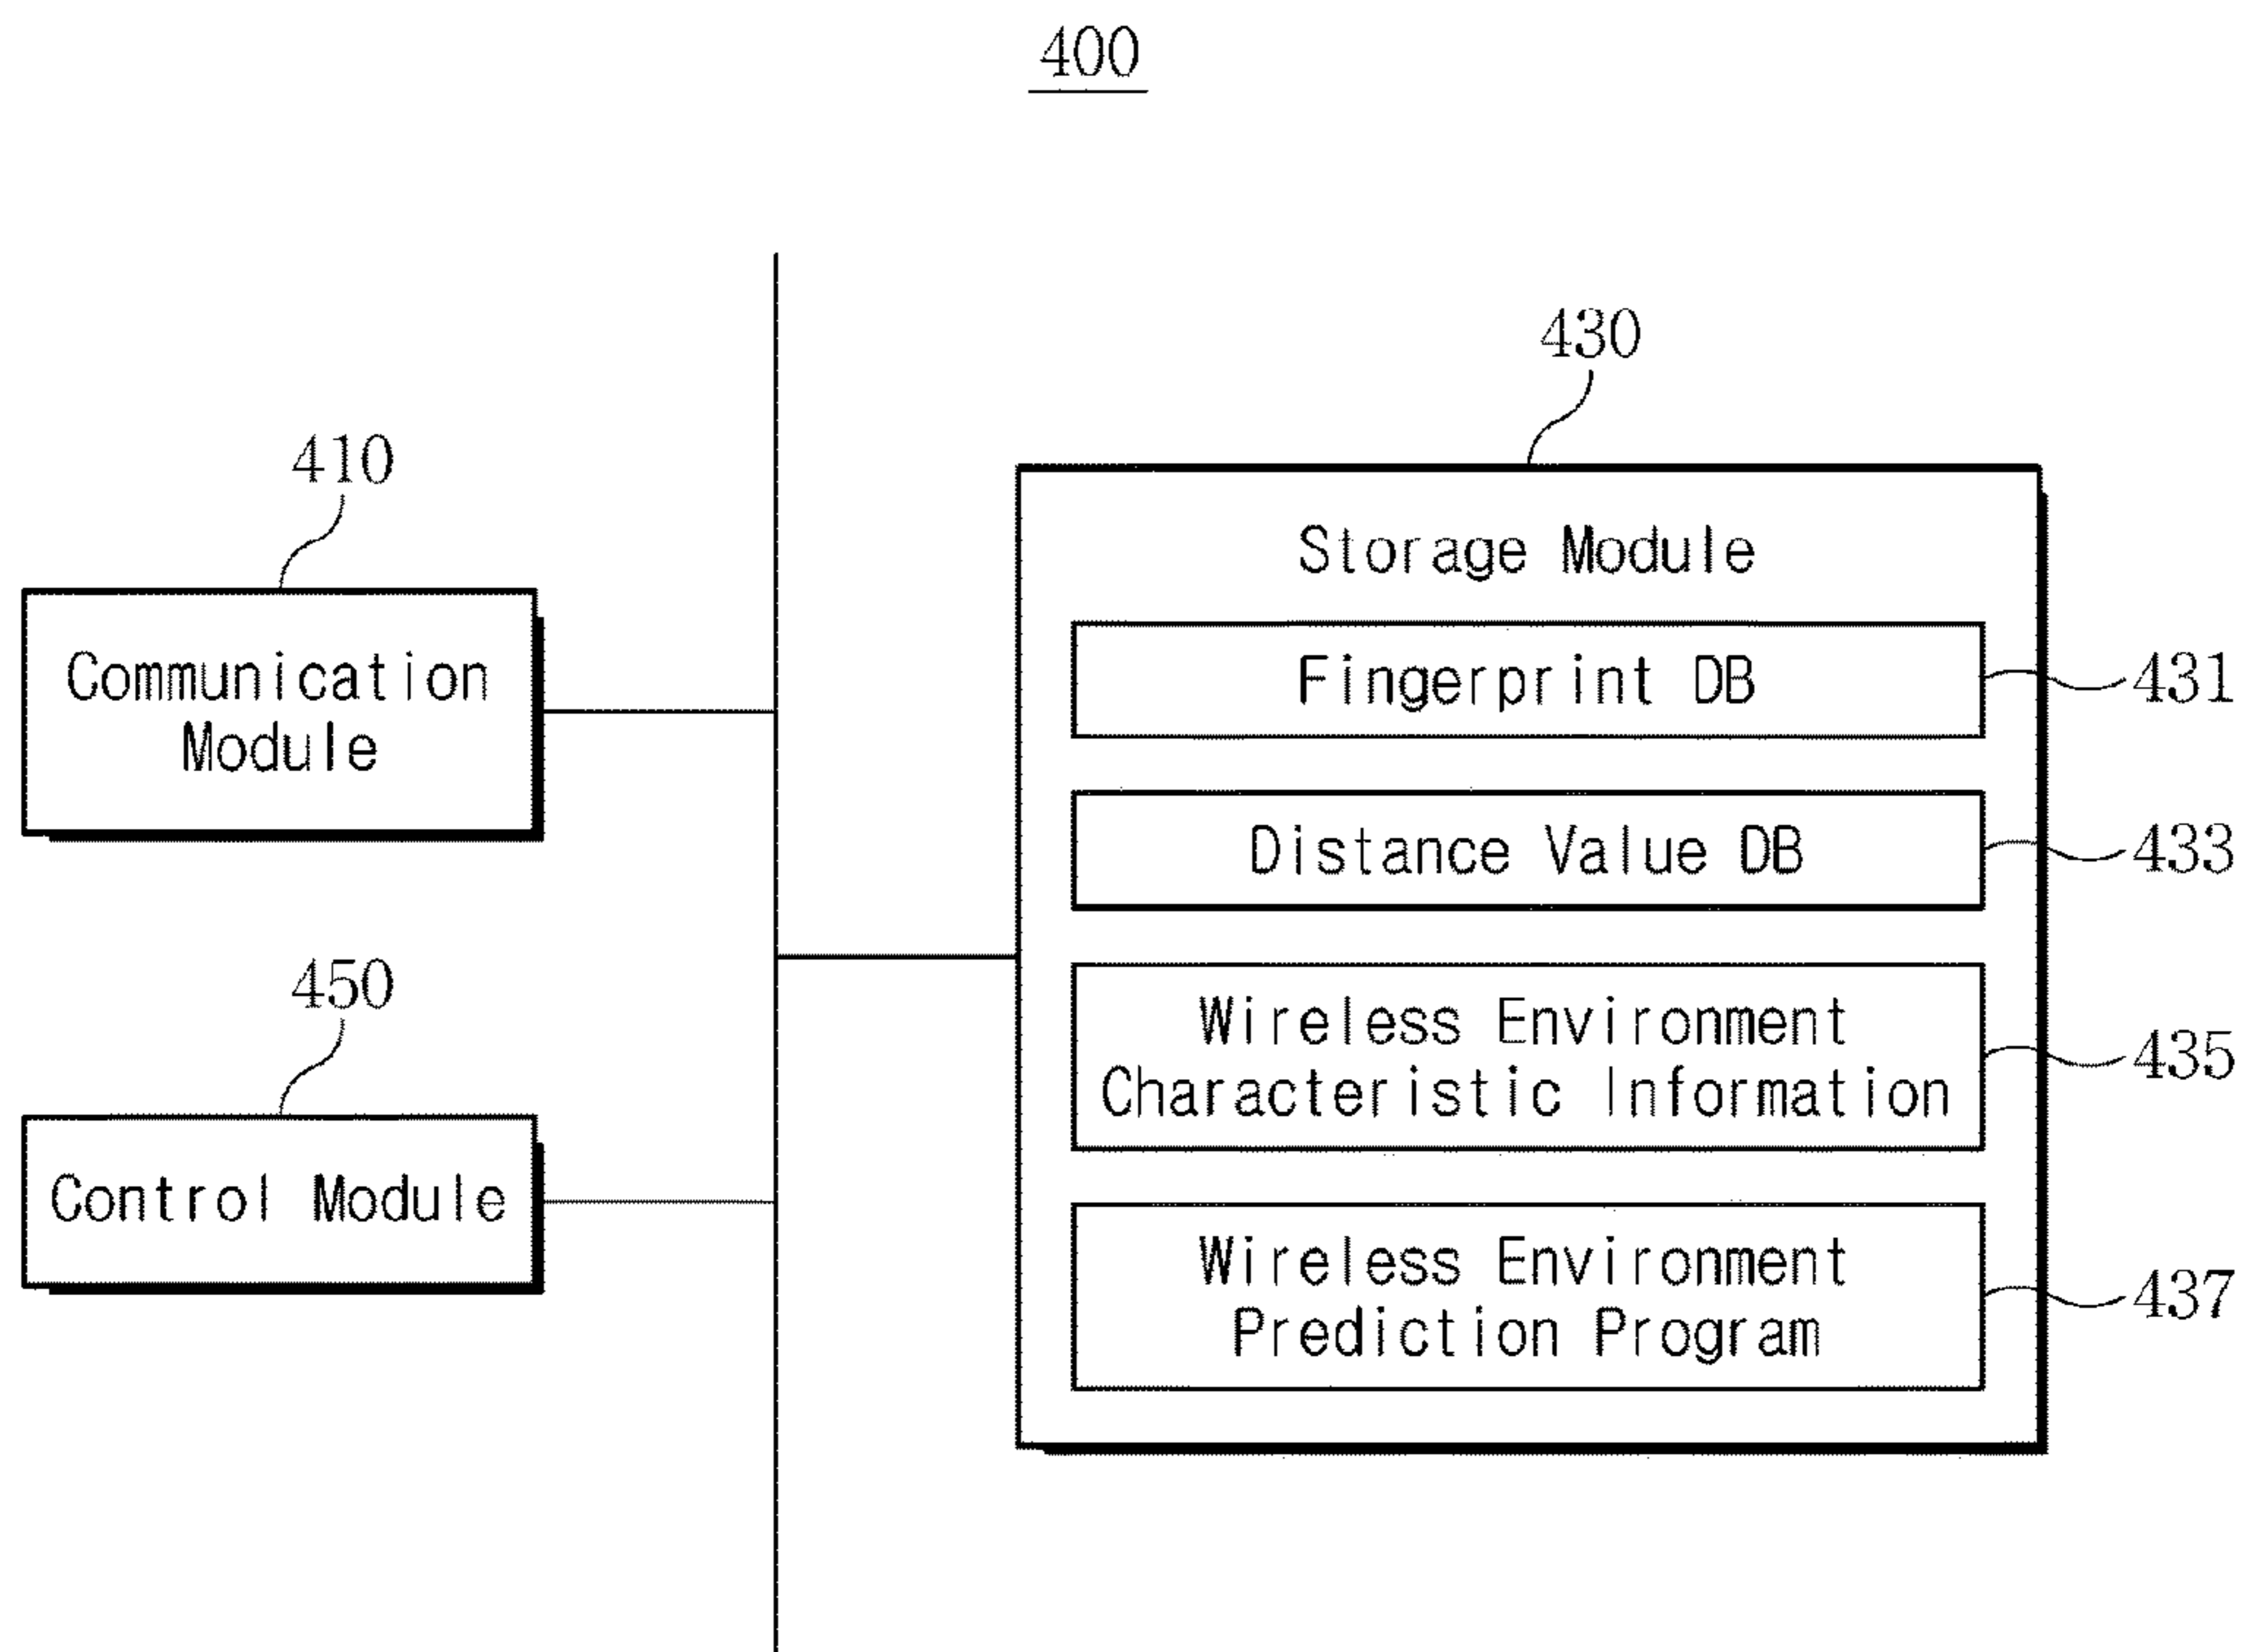 400
410
Communication
Module
450
Control Module
430
Storage Module
Fingerprint DB
431
Distance Value DB
433
Wireless Environment
Characteristic Information
435
Wireless Environment
Prediction Program
437